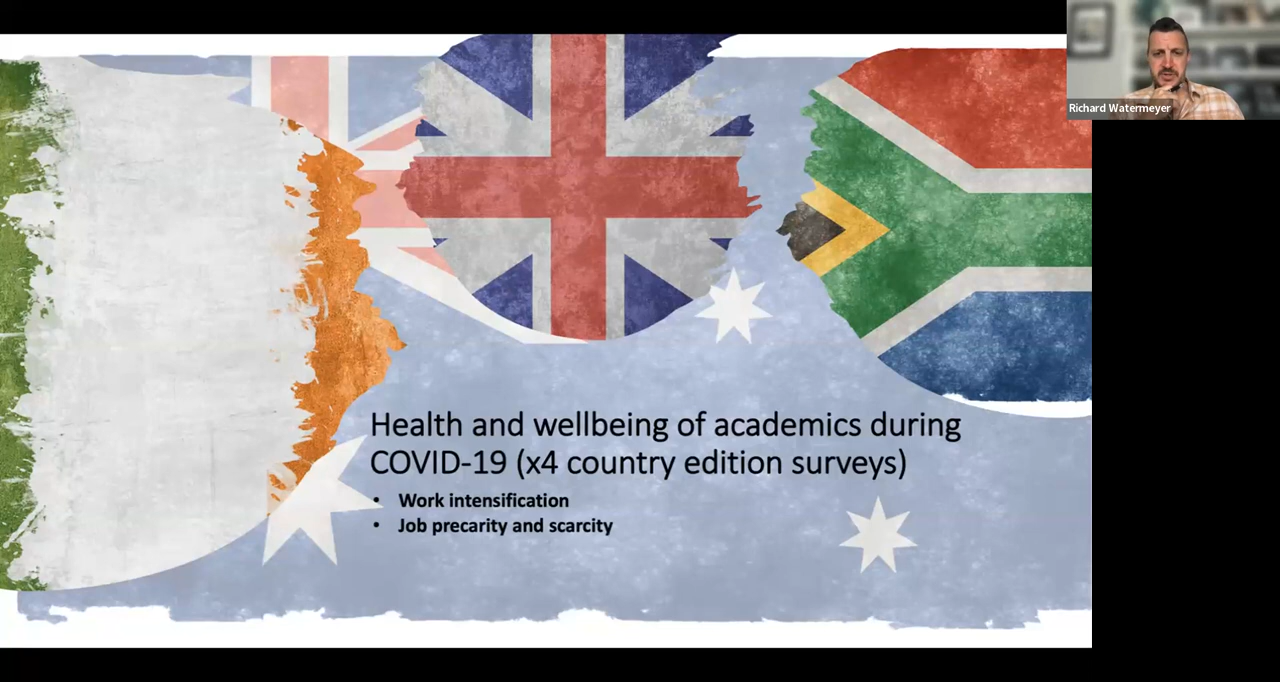 Richard Watermeyer
Health and wellbeing of academics during
COVID-19 (x4 country edition surveys)
• Work intensification
• Job precarity and scarcity